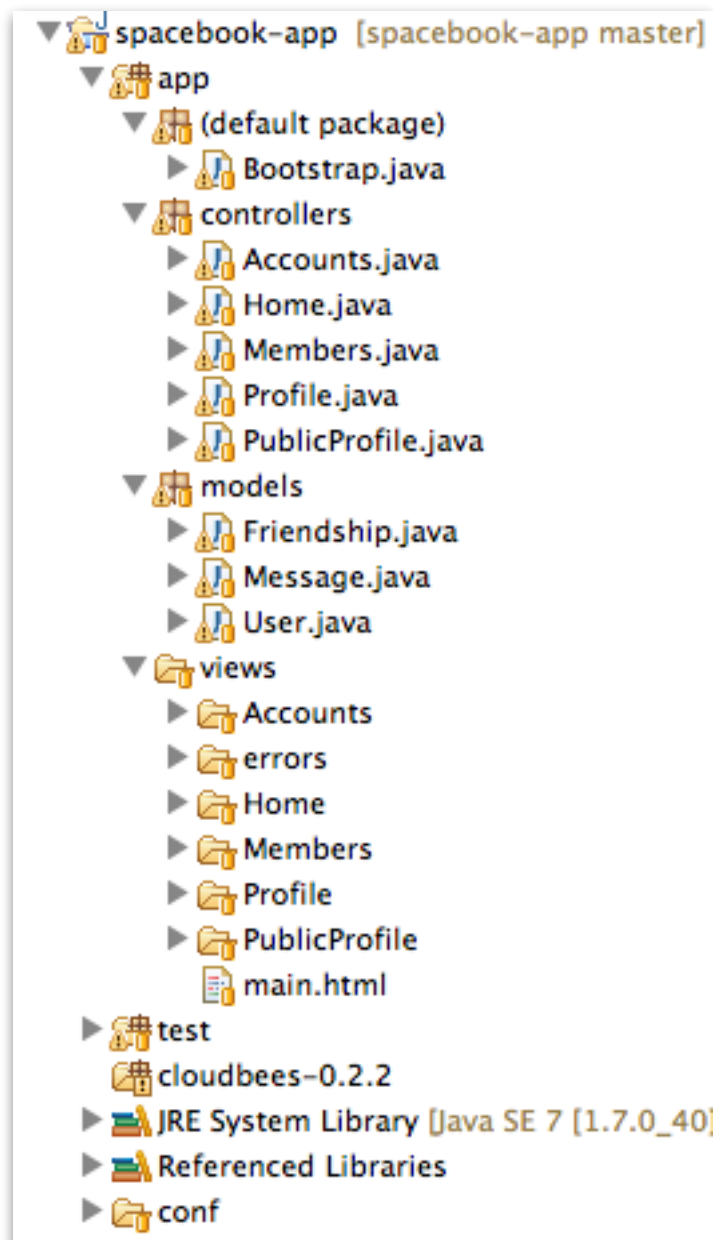 spacebook-app [spacebook-app master]
app
(default package)
Bootstrap.java
controllers
Accounts.java
Home.java
Members.java
Profile.java
PublicProfile.java
models
Friendship.java
Message.java
User.java
views
Accounts
errors
Home
Members
Profile
PublicProfile
main.html
test
cloudbees-0.2.2
JRE System Library [Java SE 7 [1.7.0_40]
Referenced Libraries
conf